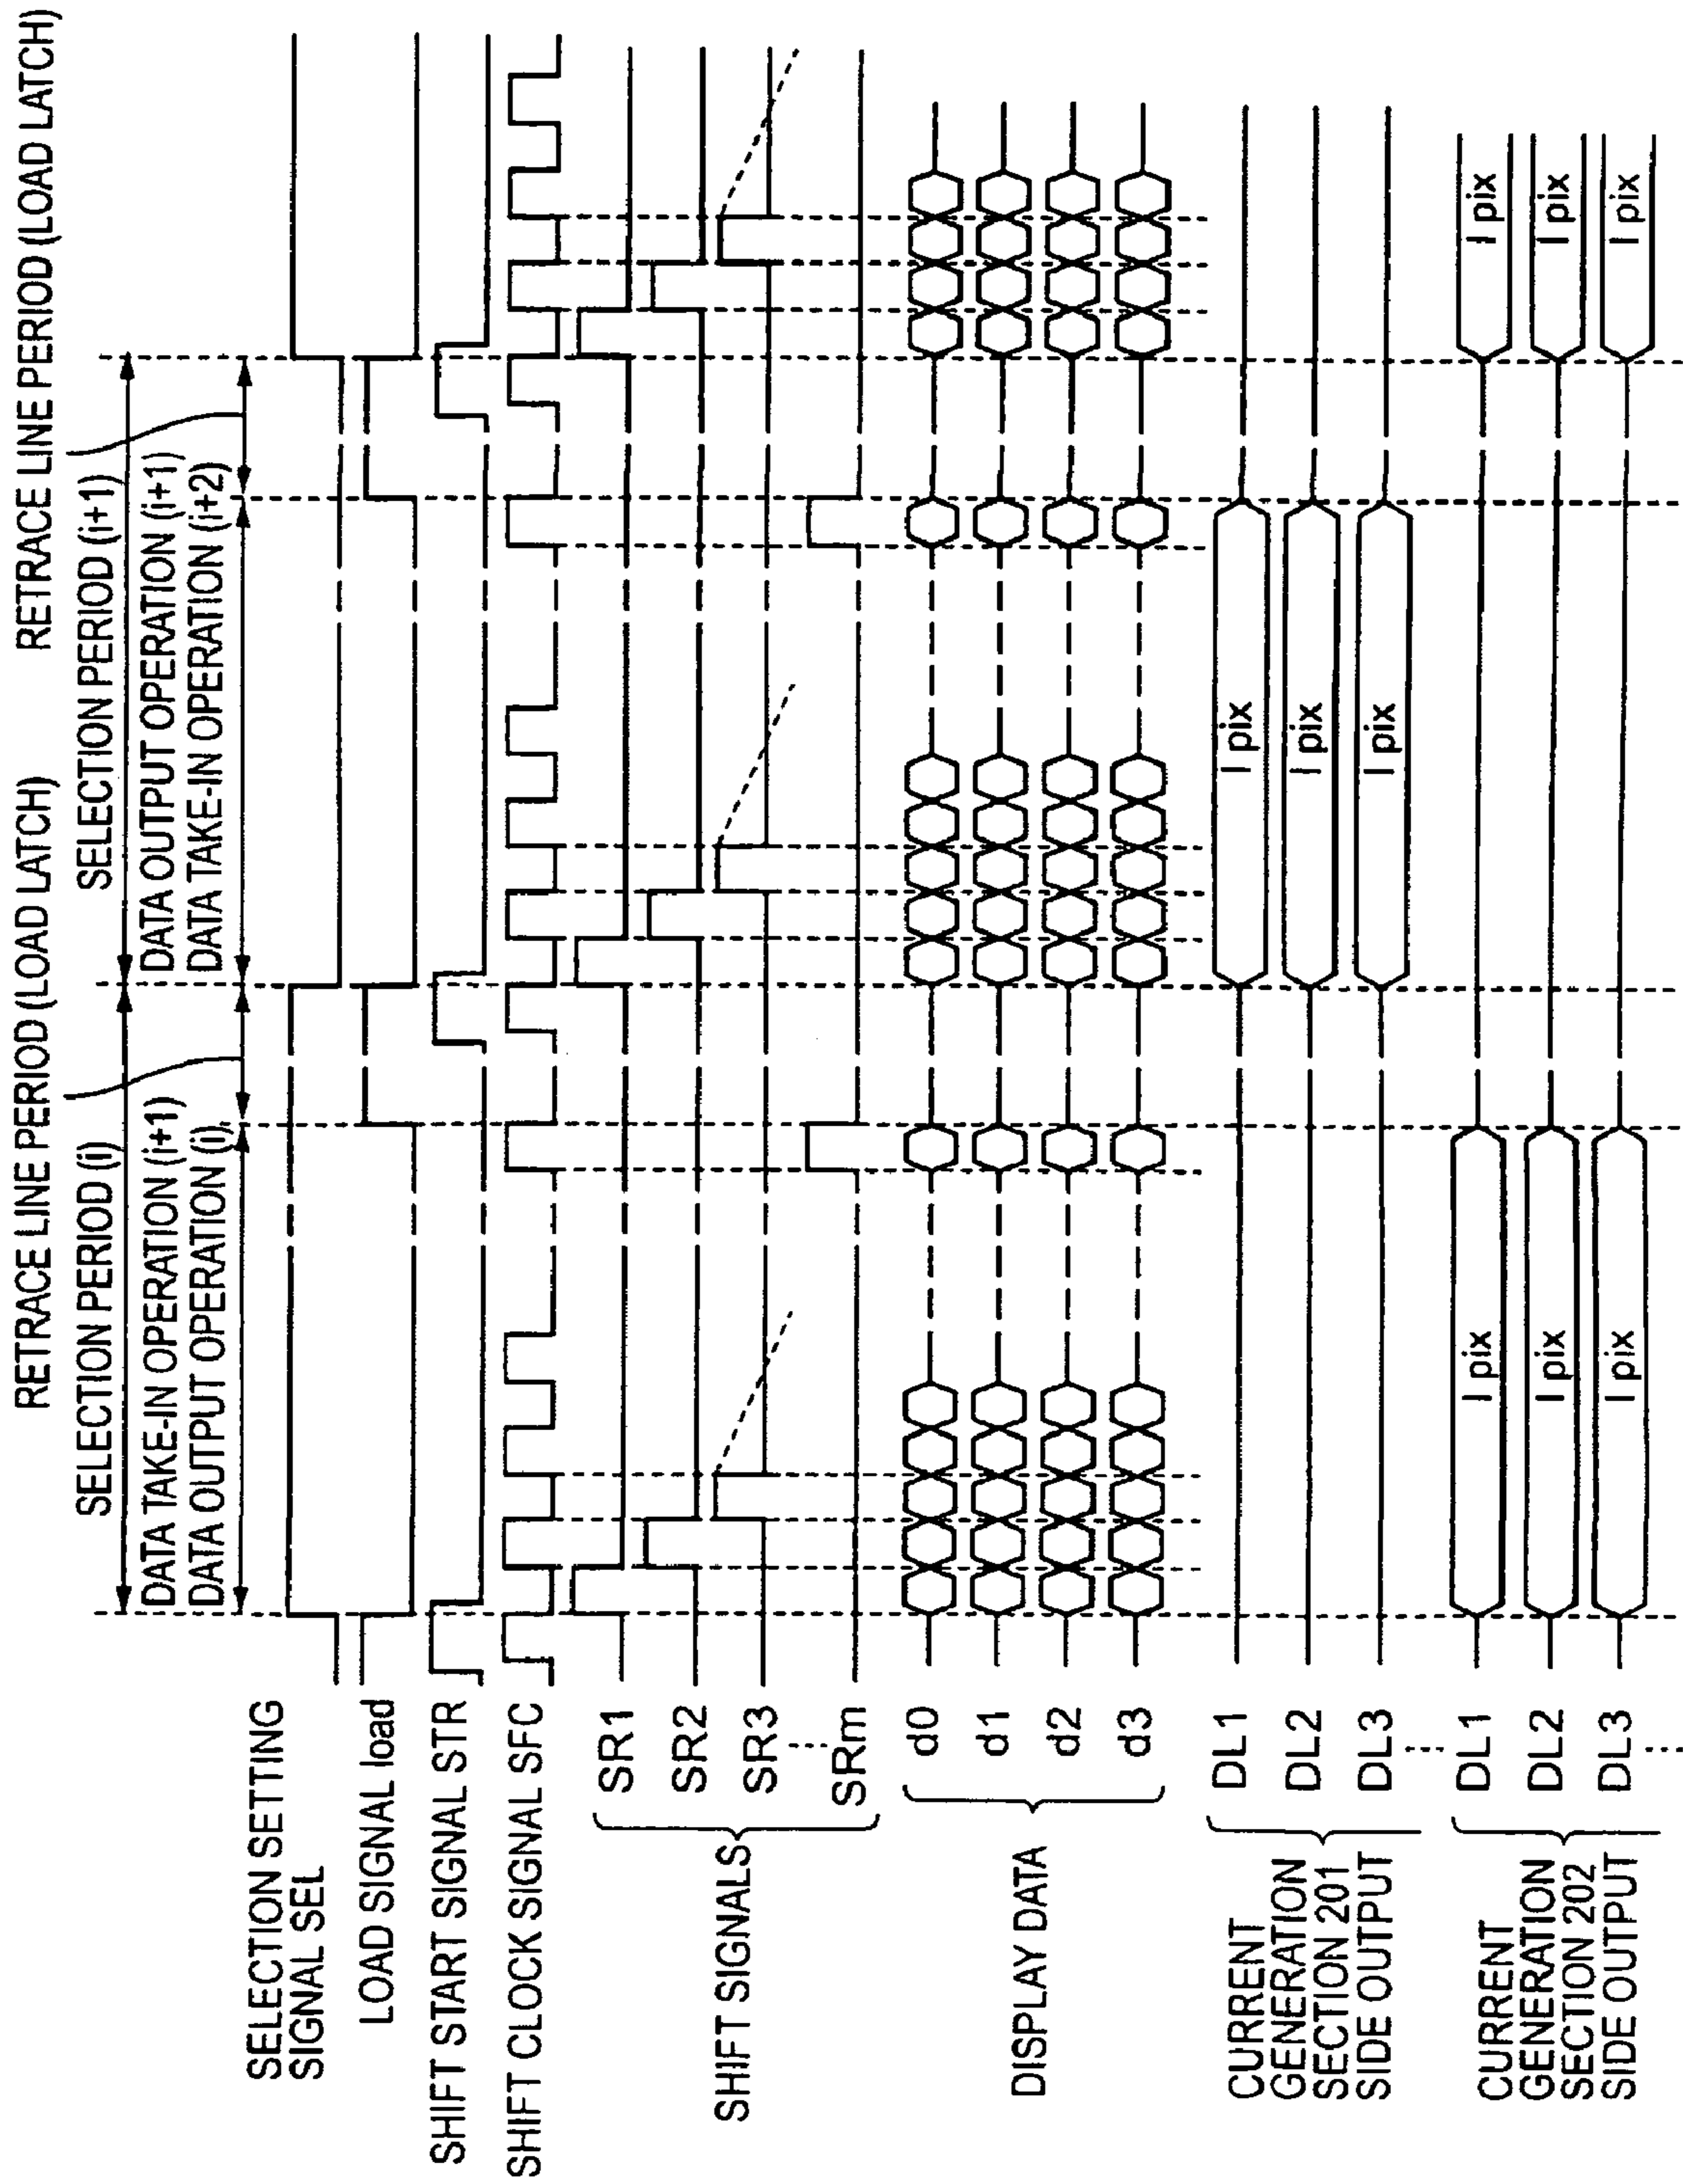 RETRACE LINE PERIOD (LOAD LATCH)
RETRACE LINE PERIOD (LOAD LATCH)
SELECTION PERIOD (i)
SELECTION PERIOD (i+1)
DATA TAKE-IN OPERATION (i+1)
DATA OUTPUT OPERATION (i)
DATA OUTPUT OPERATION (i+1)
DATA TAKE-IN OPERATION (i+2)
SELECTION SETTING
SIGNAL SEL
LOAD SIGNAL load
SHIFT START SIGNAL STR
SHIFT CLOCK SIGNAL SFC
SHIFT SIGNALS
SR1
SR2
SR3
SRm
DISPLAY DATA
d0
d1
d2
d3
CURRENT
GENERATION
SECTION 201
SIDE OUTPUT
DL1
I pix
DL2
I pix
DL3
I pix
CURRENT
GENERATION
SECTION 202
SIDE OUTPUT
DL1
I pix
I pix
DL2
I pix
I pix
DL3
I pix
I pix